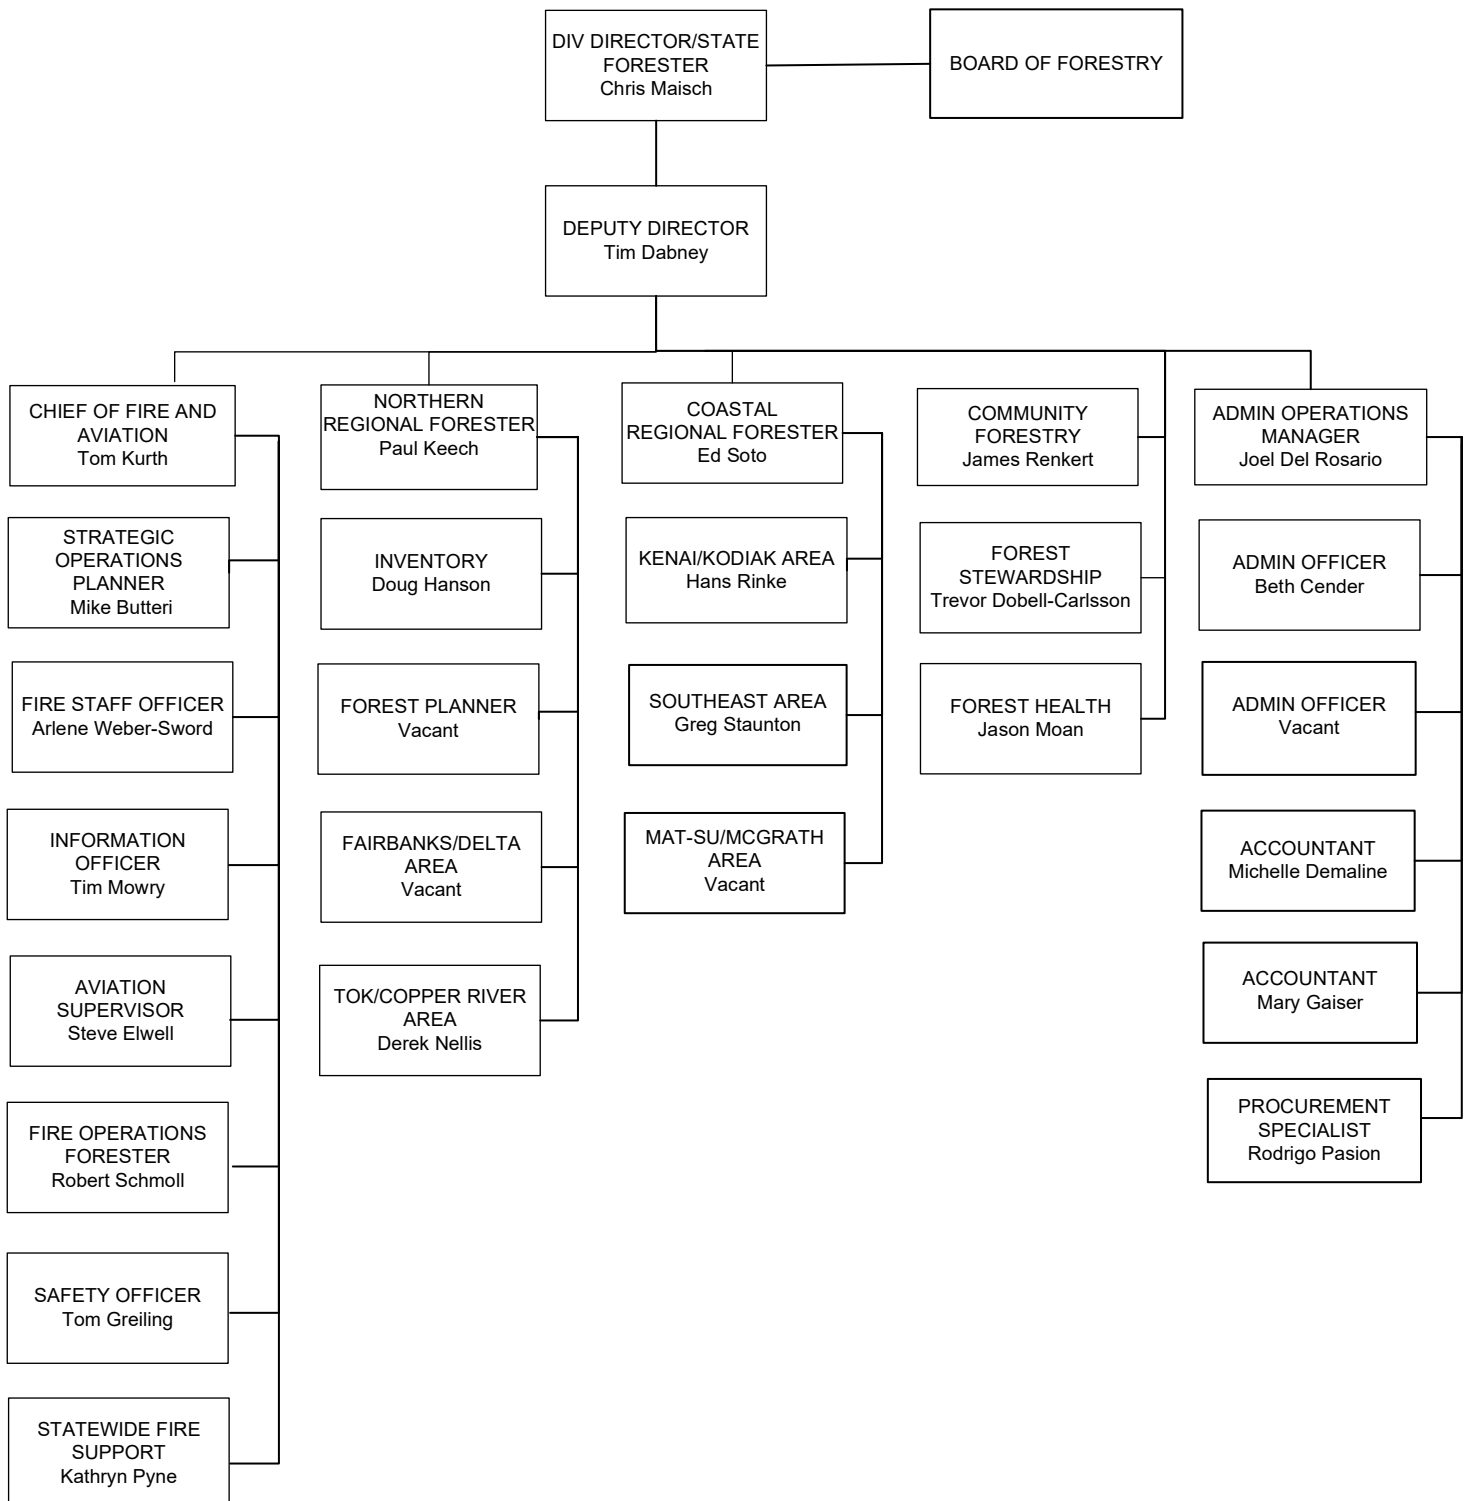 DIV DIRECTOR/STATE
FORESTER
Chris Maisch
BOARD OF FORESTRY
DEPUTY DIRECTOR
Tim Dabney
CHIEF OF FIRE AND
AVIATION
Tom Kurth
STRATEGIC
OPERATIONS
PLANNER
Mike Butteri
FIRE STAFF OFFICER
Arlene Weber-Sword
INFORMATION
OFFICER
Tim Mowry
AVIATION
SUPERVISOR
Steve Elwell
FIRE OPERATIONS
FORESTER
Robert Schmoll
SAFETY OFFICER
Tom Greiling
STATEWIDE FIRE
SUPPORT
Kathryn Pyne
NORTHERN
REGIONAL FORESTER
Paul Keech
INVENTORY
Doug Hanson
FOREST PLANNER
Vacant
FAIRBANKS/DELTA
AREA
Vacant
TOK/COPPER RIVER
AREA
Derek Nellis
COASTAL
REGIONAL FORESTER
Ed Soto
KENAI/KODIAK AREA
Hans Rinke
SOUTHEAST AREA
Greg Staunton
MAT-SU/MCGRATH
AREA
Vacant
COMMUNITY
FORESTRY
James Renkert
FOREST
STEWARDSHIP
Trevor Dobell-Carlsson
FOREST HEALTH
Jason Moan
ADMIN OPERATIONS
MANAGER
Joel Del Rosario
ADMIN OFFICER
Beth Cender
ADMIN OFFICER
Vacant
ACCOUNTANT
Michelle Demaline
ACCOUNTANT
Mary Gaiser
PROCUREMENT
SPECIALIST
Rodrigo Pasion